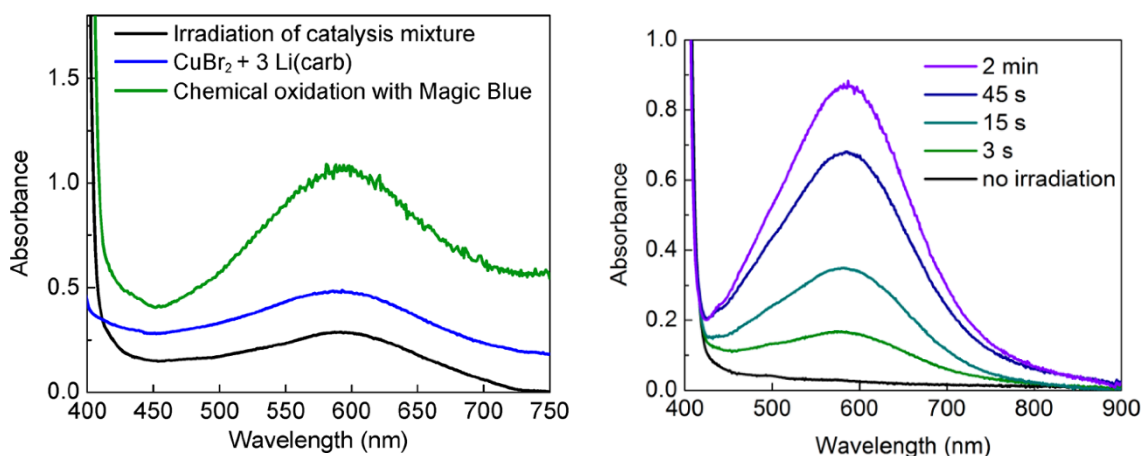 Irradiation of catalysis mixture
CuBr₂ + 3 Li(carb)
Chemical oxidation with Magic Blue
1.5
1.0
0.5
0.0
Absorbance
400 450 500 550 600 650 700 750
Wavelength (nm)
1.0
0.8
0.6
0.4
0.2
0.0
Absorbance
2 min
45 s
15 s
3 s
no irradiation
400 500 600 700 800 900
Wavelength (nm)